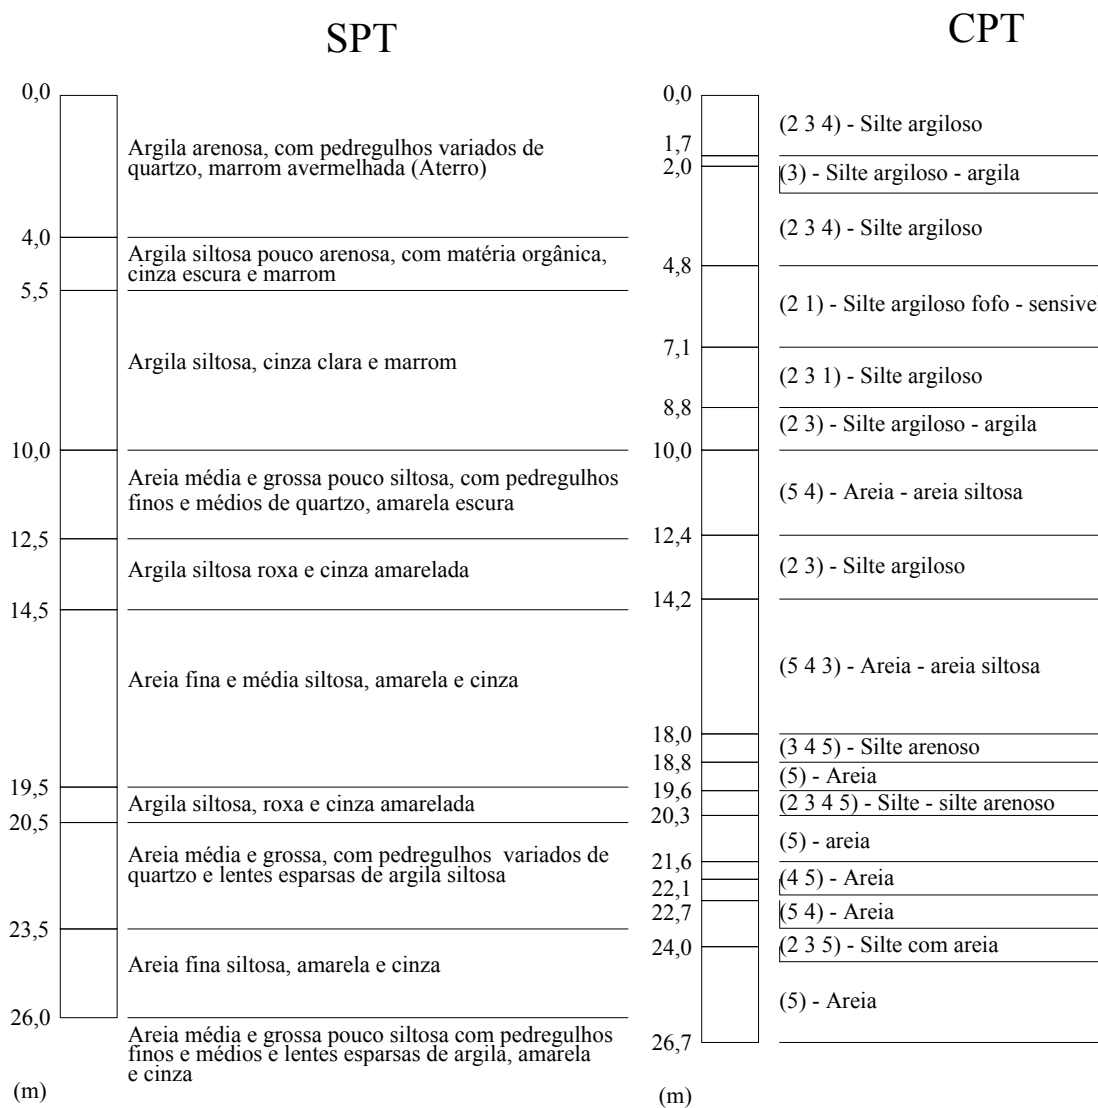 SPT
0,0
Argila arenosa, com pedregulhos variados de
quartzo, marrom avermelhada (Aterro)
4,0
Argila siltosa pouco arenosa, com matéria orgânica,
cinza escura e marrom
5,5
Argila siltosa, cinza clara e marrom
10,0
Areia média e grossa pouco siltosa, com pedregulhos
finos e médios de quartzo, amarela escura
12,5
Argila siltosa roxa e cinza amarelada
14,5
Areia fina e média siltosa, amarela e cinza
19,5
Argila siltosa, roxa e cinza amarelada
20,5
Areia média e grossa, com pedregulhos variados de
quartzo e lentes esparsas de argila siltosa
23,5
Areia fina siltosa, amarela e cinza
26,0
Areia média e grossa pouco siltosa com pedregulhos
finos e médios e lentes esparsas de argila, amarela
e cinza
(m)
CPT
0,0
(2 3 4) - Silte argiloso
1,7
2,0
(3) - Silte argiloso - argila
(2 3 4) - Silte argiloso
4,8
(2 1) - Silte argiloso fofo - sensivel
7,1
(2 3 1) - Silte argiloso
8,8
(2 3) - Silte argiloso - argila
10,0
(5 4) - Areia - areia siltosa
12,4
(2 3) - Silte argiloso
14,2
(5 4 3) - Areia - areia siltosa
18,0
(3 4 5) - Silte arenoso
18,8
(5) - Areia
19,6
(2 3 4 5) - Silte - silte arenoso
20,3
(5) - areia
21,6
(4 5) - Areia
22,1
22,7
(5 4) - Areia
24,0
(2 3 5) - Silte com areia
(5) - Areia
26,7
(m)